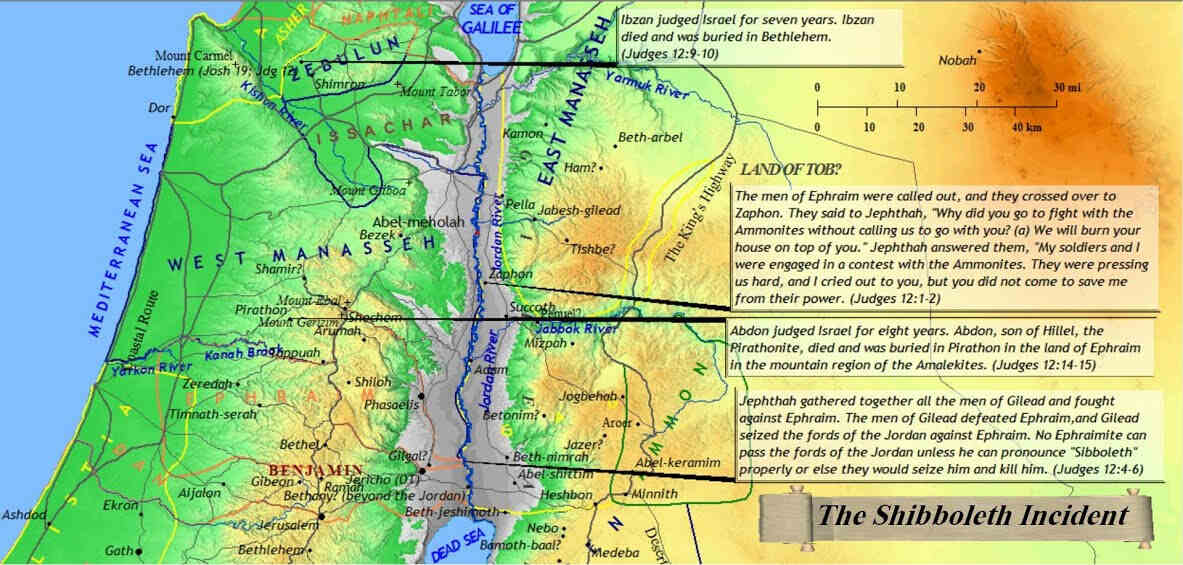 SEA OF
GALILEE
ASHER
NAPHTALI
ZEBULUN
Mount Carmel
Bethlehem (Josh 19; Jdg 12)
Shimron
Mount Tabor
Kishon River
Dor
ISSACHAR
Mount Gilboa
EAST MANASSEH
Yarmuk River
Kamon
Beth-arbel
Ham?
Nobah
0 10 20 30 mi
0 10 20 30 40 km
Ibzan judged Israel for seven years. Ibzan
died and was buried in Bethlehem.
(Judges 12:9-10)
MEDITERRANEAN SEA
LAND OF TOB?
The King's Highway
Pella
Jabesh-gilead
Abel-meholah
Bezek
Jordan River
Tishbe?
WEST MANASSEH
Shamir?
Zaphon
The men of Ephraim were called out, and they crossed over to
Zaphon. They said to Jephthah, "Why did you go to fight with the
Ammonites without calling us to go with you? (a) We will burn your
house on top of you." Jephthah answered them, "My soldiers and I
were engaged in a contest with the Ammonites. They were pressing
us hard, and I cried out to you, but you did not come to save me
from their power. (Judges 12:1-2)
Mount Ebal
Pirathon
Shechem
Mount Gerizim
Arumah
Succoth
Penuel?
Jabbok River
Mizpah
Abdon judged Israel for eight years. Abdon, son of Hillel, the
Pirathonite, died and was buried in Pirathon in the land of Ephraim
in the mountain region of the Amalekites. (Judges 12:14-15)
Kanah Brook
Tappuah
Yarkon River
Jordan River
Adam
Zeredah
Shiloh
EPHRAIM
Phasaelis
Timnath-serah
Jogbehah
Betonim?
Aroer
AMMON
Jephthah gathered together all the men of Gilead and fought
against Ephraim. The men of Gilead defeated Ephraim,and Gilead
seized the fords of the Jordan against Ephraim. No Ephraimite can
pass the fords of the Jordan unless he can pronounce "Sibboleth"
properly or else they would seize him and kill him. (Judges 12:4-6)
Bethel
Jazer?
Gilgal?
Beth-nimrah
Abel-keramim
BENJAMIN
Gibeon
Ramah
Jericho (OT)
Abel-shittim
Aijalon
Bethany? (beyond the Jordan)
Heshbon
Minnith
Ekron
Ashdod
Beth-jeshimoth
Jerusalem
Nebo
Gath
Bethlehem
DEAD SEA
Bamoth-baal?
Medeba
The Shibboleth Incident